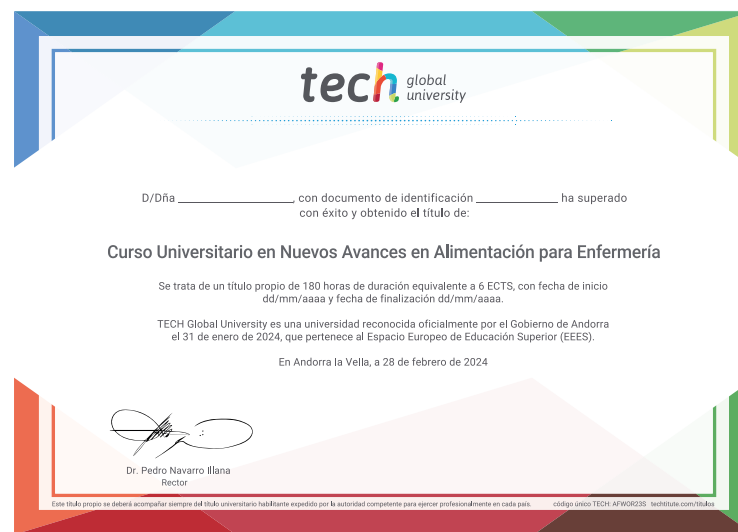 tech global university
D/Dña ____________________, con documento de identificación ______________ ha superado
con éxito y obtenido el título de:
Curso Universitario en Nuevos Avances en Alimentación para Enfermería
Se trata de un título propio de 180 horas de duración equivalente a 6 ECTS, con fecha de inicio
dd/mm/aaaa y fecha de finalización dd/mm/aaaa.
TECH Global University es una universidad reconocida oficialmente por el Gobierno de Andorra
el 31 de enero de 2024, que pertenece al Espacio Europeo de Educación Superior (EEES).
En Andorra la Vella, a 28 de febrero de 2024
Dr. Pedro Navarro Illana
Rector
Este título propio se deberá acompañar siempre del título universitario habilitante expedido por la autoridad competente para ejercer profesionalmente en cada país. código único TECH: AFWOR23S techtitute.com/títulos